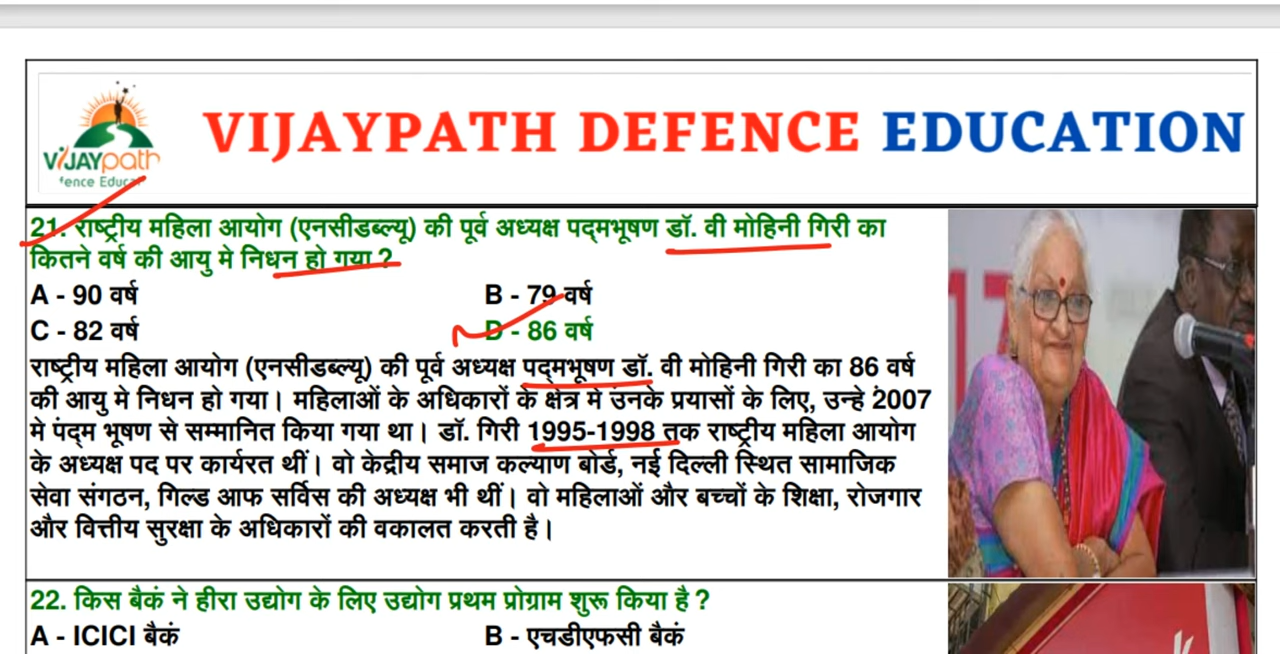 VIJAYPATH DEFENCE EDUCATION
ViJAYpath
fence Educat
21. राष्ट्रीय महिला आयोग (एनसीडब्ल्यू) की पूर्व अध्यक्ष पद्मभूषण डॉ. वी मोहिनी गिरी का
कितने वर्ष की आयु मे निधन हो गया ?
A - 90 वर्ष B - 79 वर्ष
C - 82 वर्ष D - 86 वर्ष
राष्ट्रीय महिला आयोग (एनसीडब्ल्यू) की पूर्व अध्यक्ष पद्मभूषण डॉ. वी मोहिनी गिरी का 86 वर्ष
की आयु मे निधन हो गया। महिलाओं के अधिकारों के क्षेत्र मे उनके प्रयासों के लिए, उन्हे 2007
मे पंद्म भूषण से सम्मानित किया गया था। डॉ. गिरी 1995-1998 तक राष्ट्रीय महिला आयोग
के अध्यक्ष पद पर कार्यरत थीं। वो केद्रीय समाज कल्याण बोर्ड, नई दिल्ली स्थित सामाजिक
सेवा संगठन, गिल्ड आफ सर्विस की अध्यक्ष भी थीं। वो महिलाओं और बच्चों के शिक्षा, रोजगार
और वित्तीय सुरक्षा के अधिकारों की वकालत करती है।
22. किस बैकं ने हीरा उद्योग के लिए उद्योग प्रथम प्रोग्राम शुरू किया है ?
A - ICICI बैकं B - एचडीएफसी बैकं